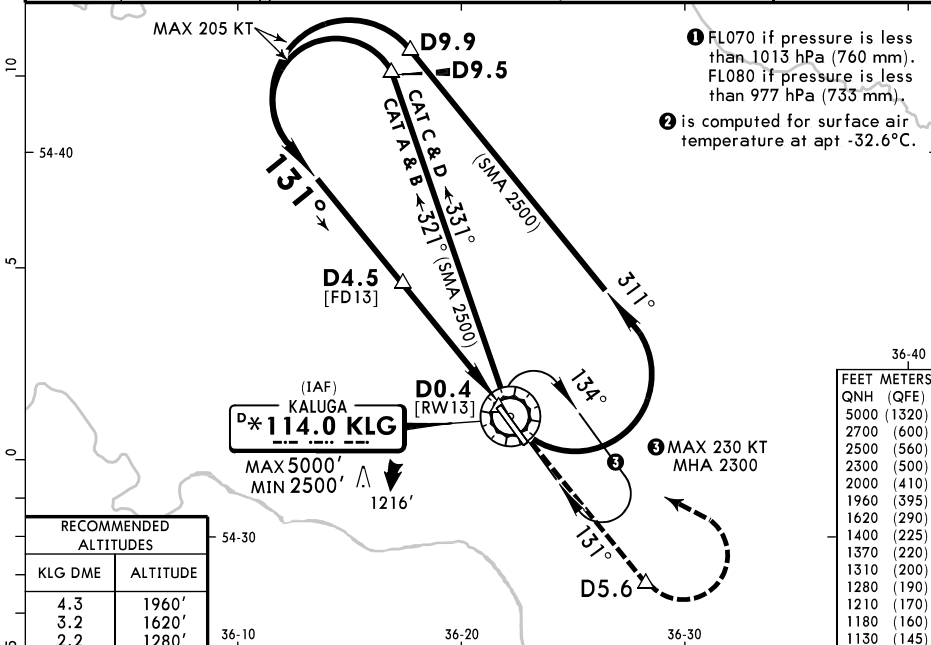 MAX 205 KT
D9.9
D9.5
❶ FL070 if pressure is less
than 1013 hPa (760 mm).
FL080 if pressure is less
than 977 hPa (733 mm).
❷ is computed for surface air
temperature at apt -32.6°C.
10
54-40
CAT C & D
CAT A & B
331°
321°
(SMA 2500)
(SMA 2500)
131°
5
D4.5
[FD13]
311°
36-40
(IAF)
KALUGA
D * 114.0 KLG
D0.4
[RW13]
134°
MAX 5000'
MIN 2500'
1216'
❸
❸ MAX 230 KT
MHA 2300
0
131°
D5.6
54-30
RECOMMENDED
ALTITUDES
KLG DME ALTITUDE
4.3 1960'
3.2 1620'
2.2 1280'
5
36-10
36-20
36-30
FEET METERS
QNH (QFE)
5000 (1320)
2700 (600)
2500 (560)
2300 (500)
2000 (410)
1960 (395)
1620 (290)
1400 (225)
1370 (220)
1310 (200)
1280 (190)
1210 (170)
1180 (160)
1130 (145)